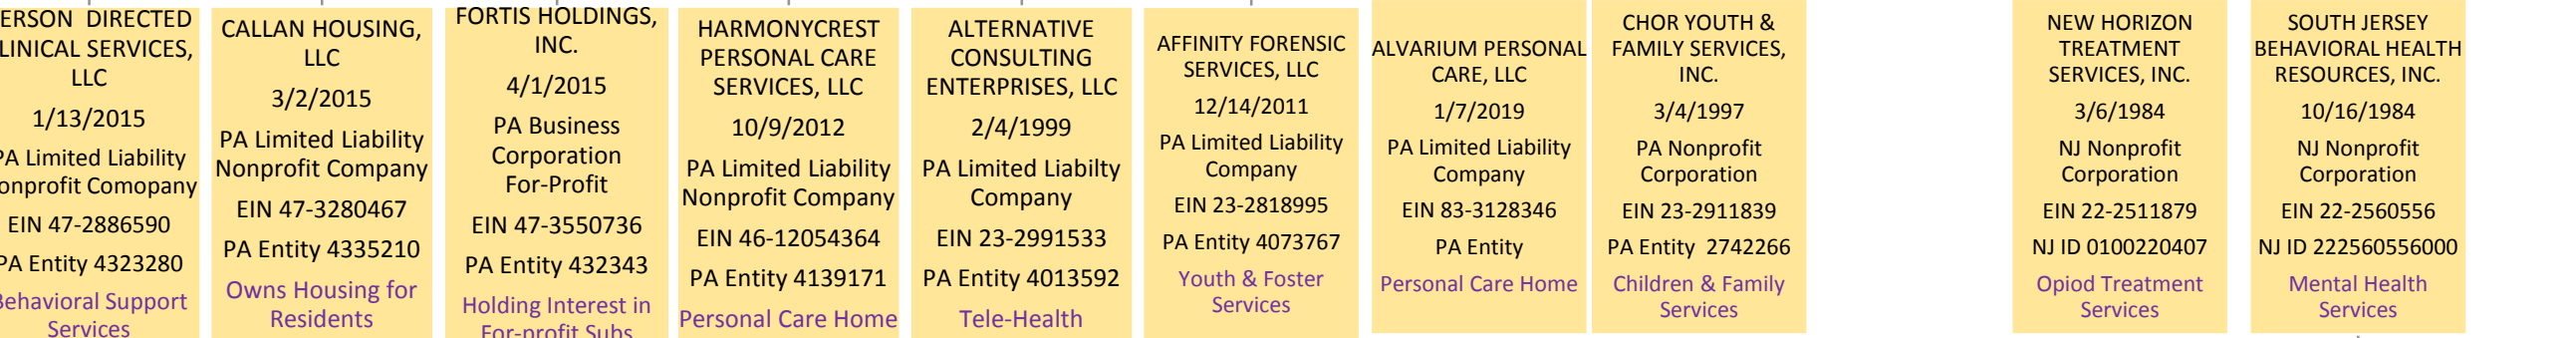 ERSON DIRECTED
LINICAL SERVICES,
LLC
1/13/2015
PA Limited Liability
onprofit Comopany
EIN 47-2886590
PA Entity 4323280
Behavioral Support
Services
CALLAN HOUSING,
LLC
3/2/2015
PA Limited Liability
Nonprofit Company
EIN 47-3280467
PA Entity 4335210
Owns Housing for
Residents
FORTIS HOLDINGS,
INC.
4/1/2015
PA Business
Corporation
For-Profit
EIN 47-3550736
PA Entity 432343
Holding Interest in
For-profit Subs
HARMONYCREST
PERSONAL CARE
SERVICES, LLC
10/9/2012
PA Limited Liability
Nonprofit Company
EIN 46-12054364
PA Entity 4139171
Personal Care Home
ALTERNATIVE
CONSULTING
ENTERPRISES, LLC
2/4/1999
PA Limited Liabilty
Company
EIN 23-2991533
PA Entity 4013592
Tele-Health
AFFINITY FORENSIC
SERVICES, LLC
12/14/2011
PA Limited Liability
Company
EIN 23-2818995
PA Entity 4073767
Youth & Foster
Services
ALVARIUM PERSONAL
CARE, LLC
1/7/2019
PA Limited Liability
Company
EIN 83-3128346
PA Entity
Personal Care Home
CHOR YOUTH &
FAMILY SERVICES,
INC.
3/4/1997
PA Nonprofit
Corporation
EIN 23-2911839
PA Entity 2742266
Children & Family
Services
NEW HORIZON
TREATMENT
SERVICES, INC.
3/6/1984
NJ Nonprofit
Corporation
EIN 22-2511879
NJ ID 0100220407
Opiod Treatment
Services
SOUTH JERSEY
BEHAVIORAL HEALTH
RESOURCES, INC.
10/16/1984
NJ Nonprofit
Corporation
EIN 22-2560556
NJ ID 222560556000
Mental Health
Services